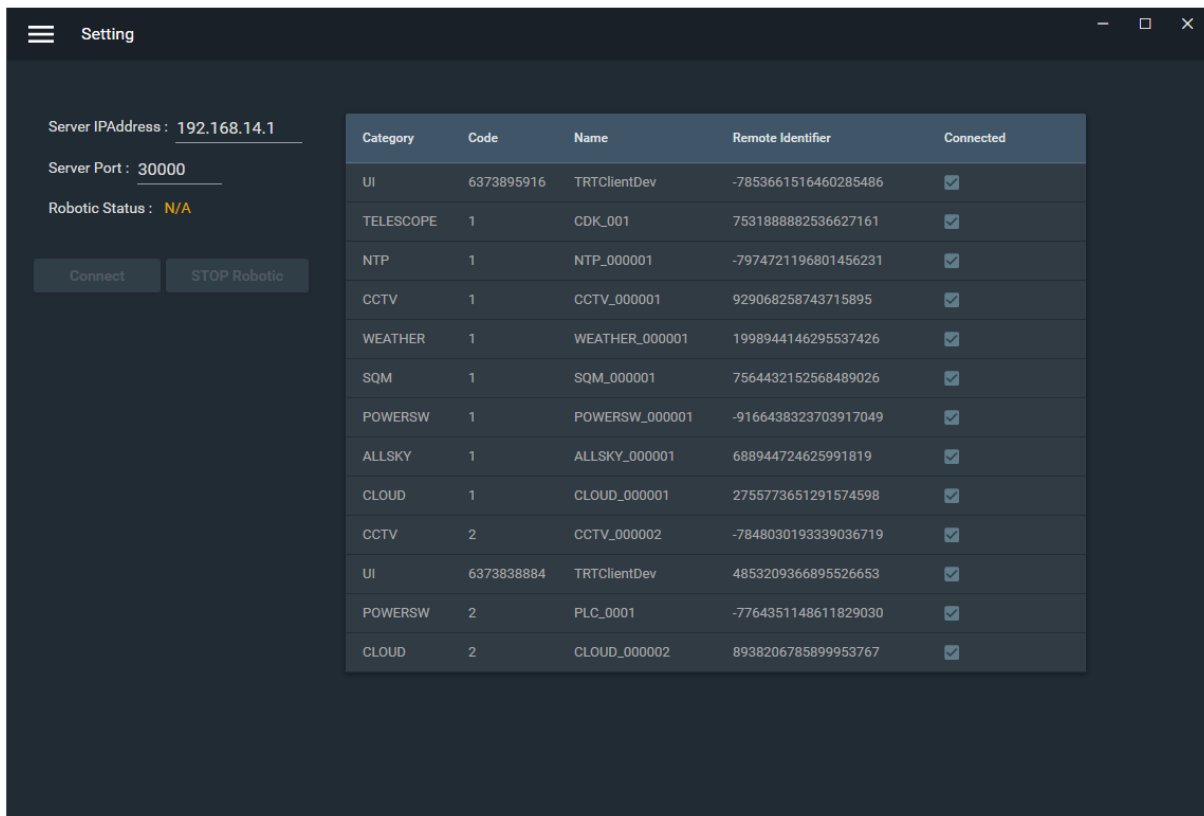 Setting
Server IPAddress : 192.168.14.1
Server Port : 30000
Robotic Status : N/A
Connect STOP Robotic
Category Code Name Remote Identifier Connected
UI 6373895916 TRTClientDev -7853661516460285486
TELESCOPE 1 CDK_001 7531888882536627161
NTP 1 NTP_000001 -7974721196801456231
CCTV 1 CCTV_000001 929068258743715895
WEATHER 1 WEATHER_000001 1998944146295537426
SQM 1 SQM_000001 7564432152568489026
POWERSW 1 POWERSW_000001 -9166438323703917049
ALLSKY 1 ALLSKY_000001 688944724625991819
CLOUD 1 CLOUD_000001 2755773651291574598
CCTV 2 CCTV_000002 -7848030193339036719
UI 6373838884 TRTClientDev 4853209366895526653
POWERSW 2 PLC_0001 -7764351148611829030
CLOUD 2 CLOUD_000002 8938206785899953767